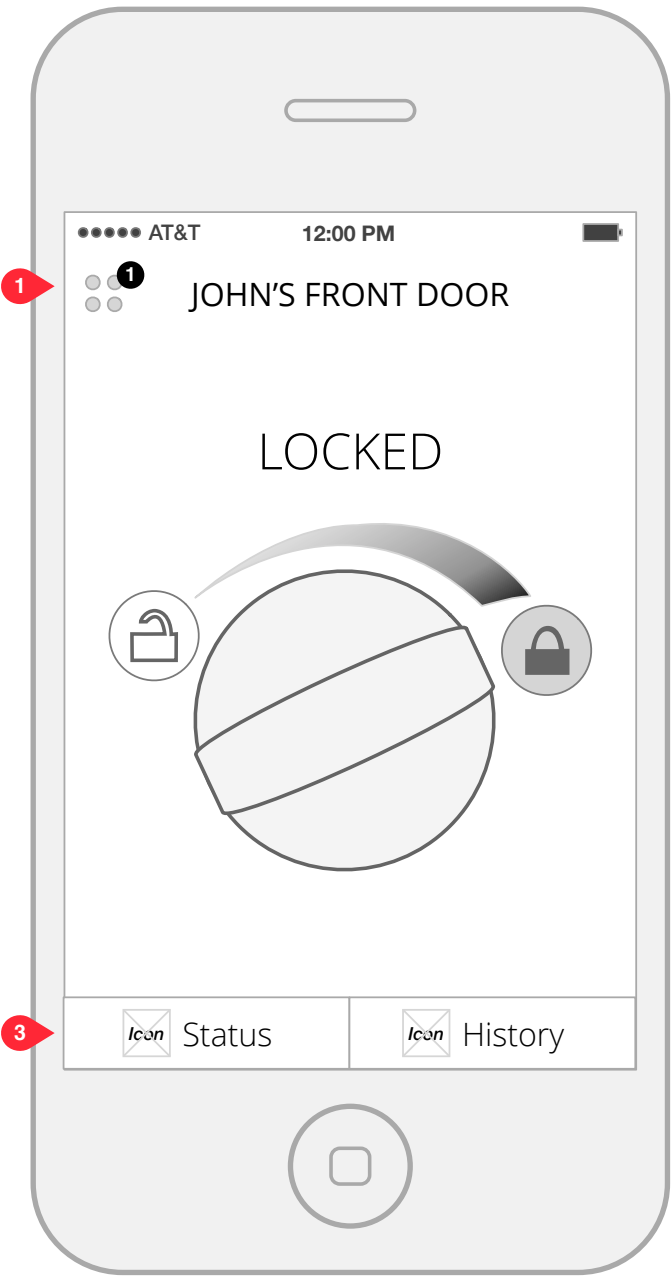 AT&T 12:00 PM
1
1
JOHN'S FRONT DOOR
LOCKED
3
Icon Status
Icon History